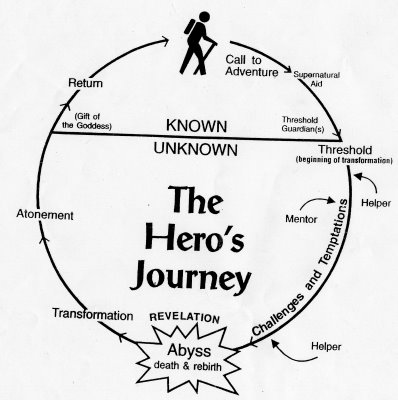 Call to
Adventure
Supernatural
Aid
Return
(Gift of
the Goddess)
KNOWN
Threshold
Guardian(s)
UNKNOWN
Threshold
(beginning of transformation)
Helper
Mentor
The
Hero's
Journey
Challenges and Temptations
Atonement
Transformation
REVELATION
Abyss
death & rebirth
Helper